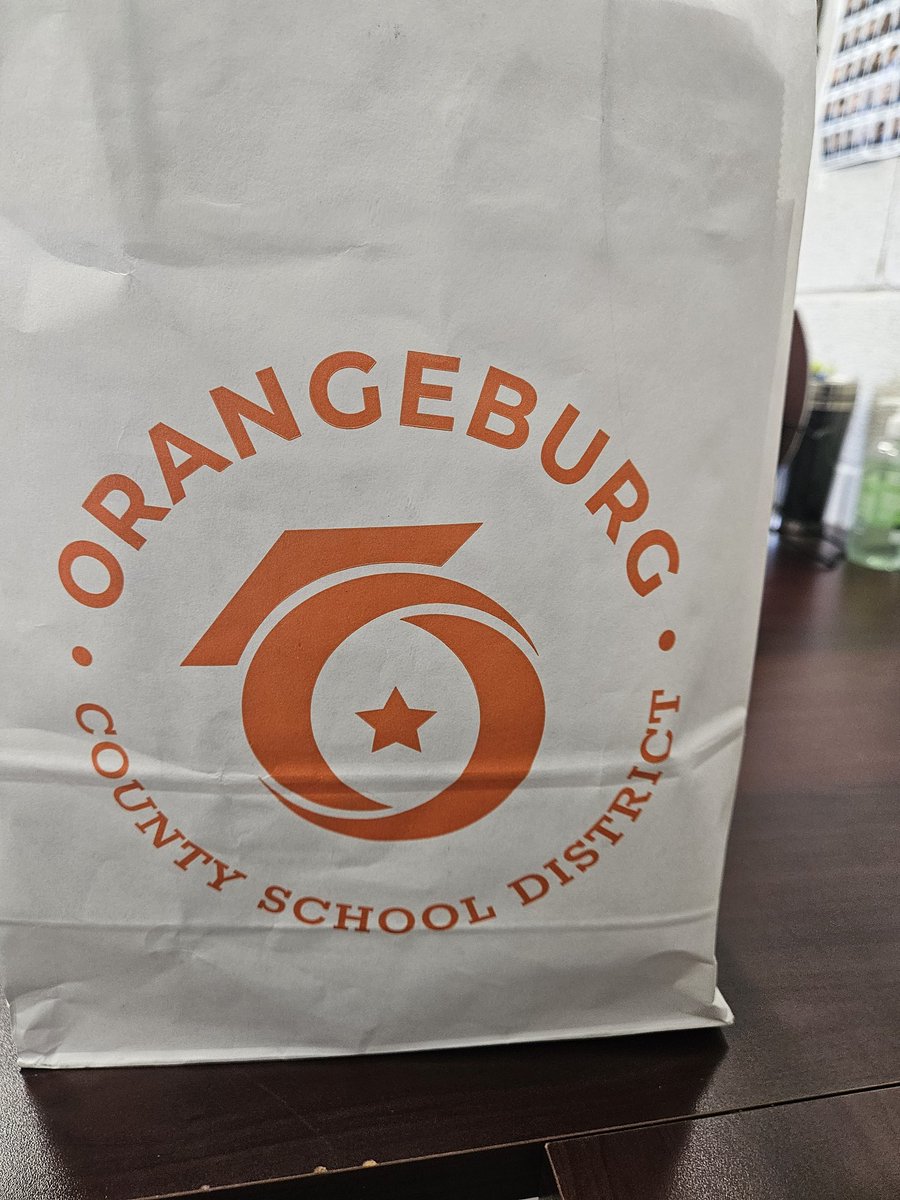 ORANGEBURG
• COUNTY SCHOOL DISTRICT •